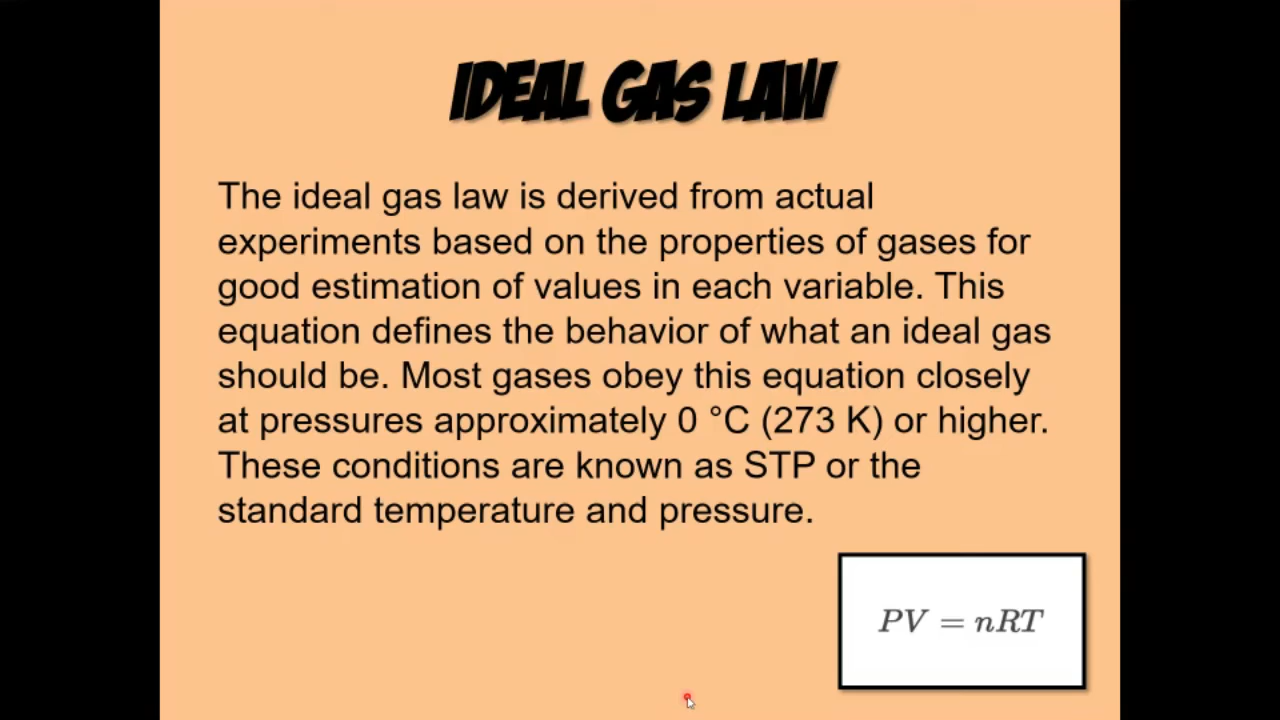 IDEAL GAS LAW
The ideal gas law is derived from actual
experiments based on the properties of gases for
good estimation of values in each variable. This
equation defines the behavior of what an ideal gas
should be. Most gases obey this equation closely
at pressures approximately 0 °C (273 K) or higher.
These conditions are known as STP or the
standard temperature and pressure.
PV = nRT